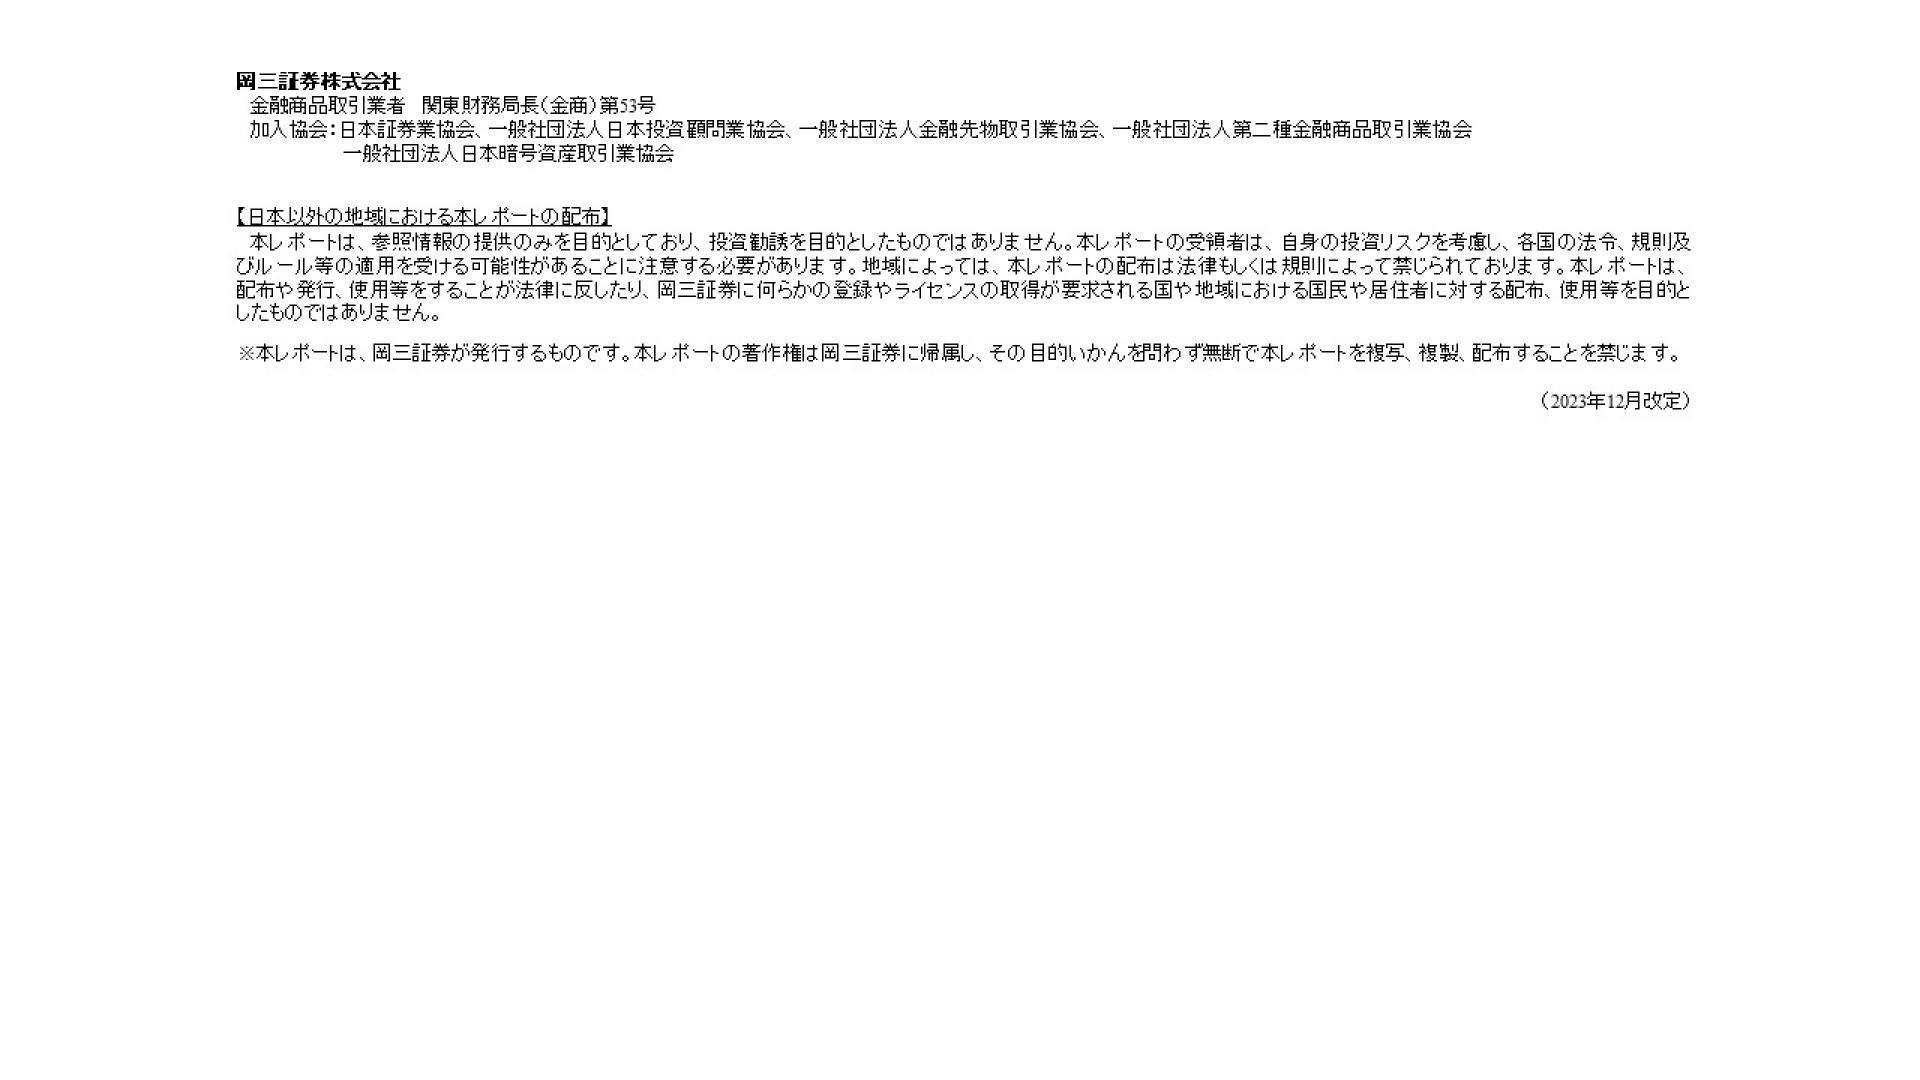 岡三証券株式会社
金融商品取引業者　関東財務局長（金商）第53号
加入協会：日本証券業協会、一般社団法人日本投資顧問業協会、一般社団法人金融先物取引業協会、一般社団法人第二種金融商品取引業協会
一般社団法人日本暗号資産取引業協会
【日本以外の地域における本レポートの配布】
本レポートは、参照情報の提供のみを目的としており、投資勧誘を目的としたものではありません。本レポートの受領者は、自身の投資リスクを考慮し、各国の法令、規則及
びルール等の適用を受ける可能性があることに注意する必要があります。地域によっては、本レポートの配布は法律もしくは規則によって禁じられております。本レポートは、
配布や発行、使用等をすることが法律に反したり、岡三証券に何らかの登録やライセンスの取得が要求される国や地域における国民や居住者に対する配布、使用等を目的と
したものではありません。
※本レポートは、岡三証券が発行するものです。本レポートの著作権は岡三証券に帰属し、その目的いかんを問わず無断で本レポートを複写、複製、配布することを禁じます。
（2023年12月改定）